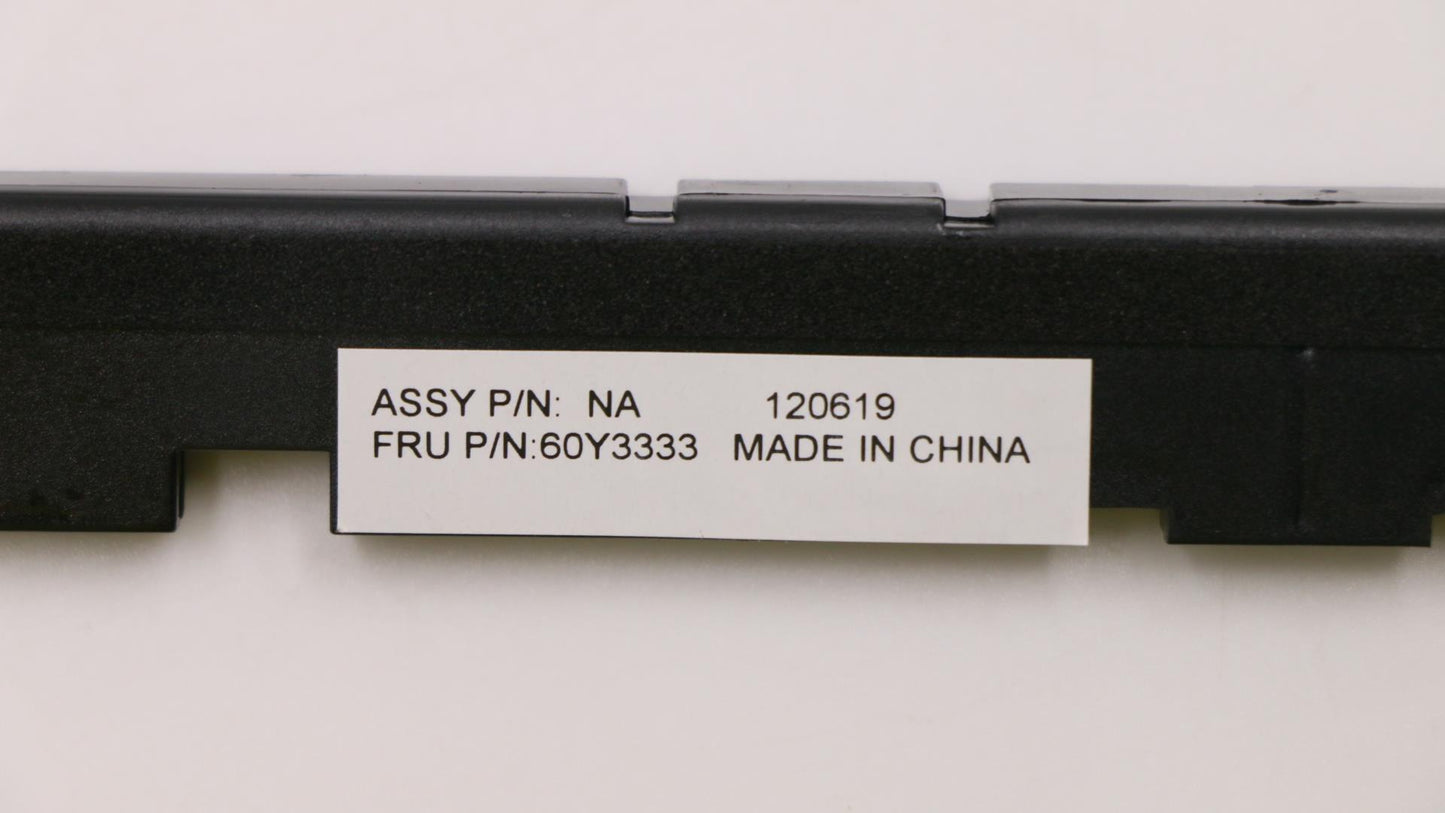 ASSY P/N: NA 120619
FRU P/N:60Y3333 MADE IN CHINA